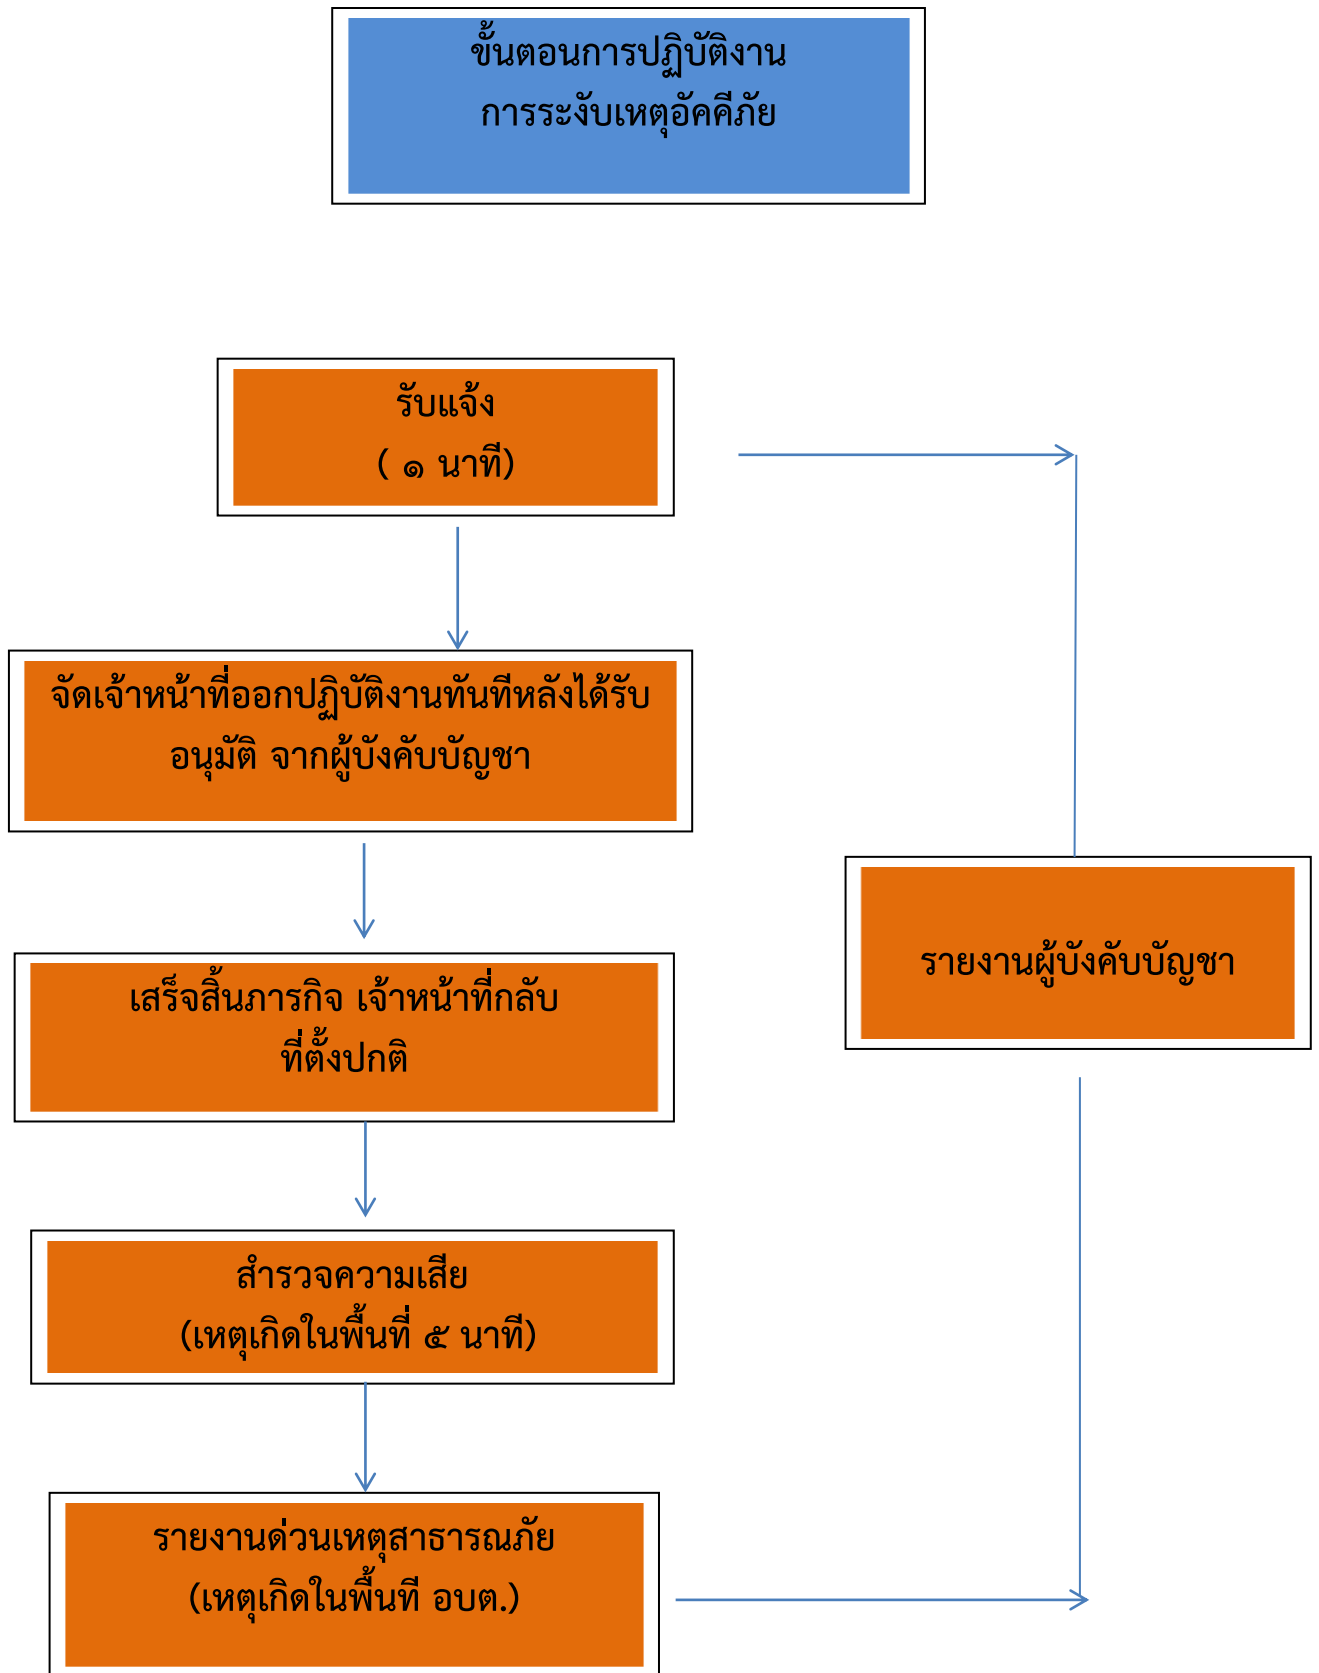 ขั้นตอนการปฏิบัติงาน
การระงับเหตุอัคคีภัย
รับแจ้ง
( ๑ นาที)
จัดเจ้าหน้าที่ออกปฏิบัติงานทันทีหลังได้รับ
อนุมัติ จากผู้บังคับบัญชา
รายงานผู้บังคับบัญชา
เสร็จสิ้นภารกิจ เจ้าหน้าที่กลับ
ที่ตั้งปกติ
สำรวจความเสีย
(เหตุเกิดในพื้นที่ ๕ นาที)
รายงานด่วนเหตุสาธารณภัย
(เหตุเกิดในพื้นที อบต.)